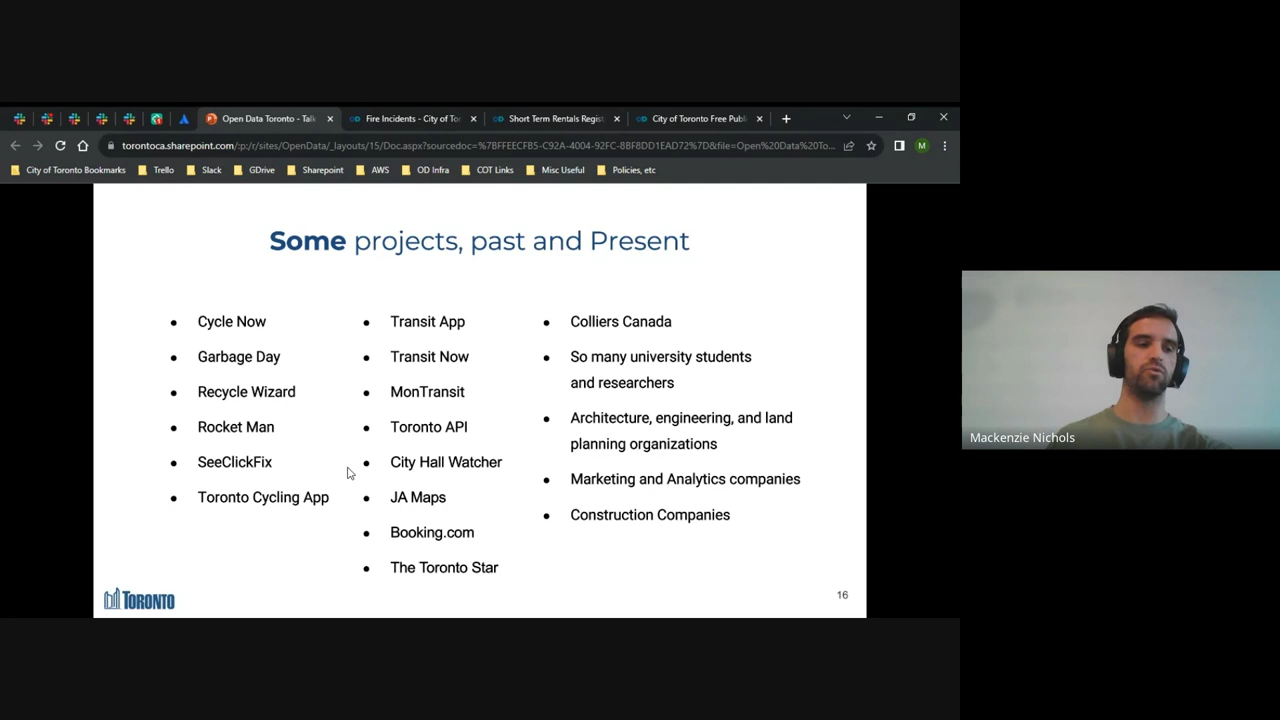 Open Data Toronto - Talk
Fire Incidents - City of Tor
Short Term Rentals Regist
City of Toronto Free Publ
torontoca.sharepoint.com/:p:r/sites/OpenData/_layouts/15/Doc.aspx?sourcedoc=%7BFFEECFB5-C92A-4004-92FC-8BF8DD1EAD72%7D&file=Open%20Data%20To...
M
City of Toronto Bookmarks
Trello
Slack
GDrive
Sharepoint
AWS
OD Infra
COT Links
Misc Useful
Policies, etc
Some projects, past and Present
Cycle Now
Garbage Day
Recycle Wizard
Rocket Man
SeeClickFix
Toronto Cycling App
Transit App
Transit Now
MonTransit
Toronto API
City Hall Watcher
JA Maps
Booking.com
The Toronto Star
Colliers Canada
So many university students
and researchers
Architecture, engineering, and land
planning organizations
Marketing and Analytics companies
Construction Companies
TORONTO
16
Mackenzie Nichols